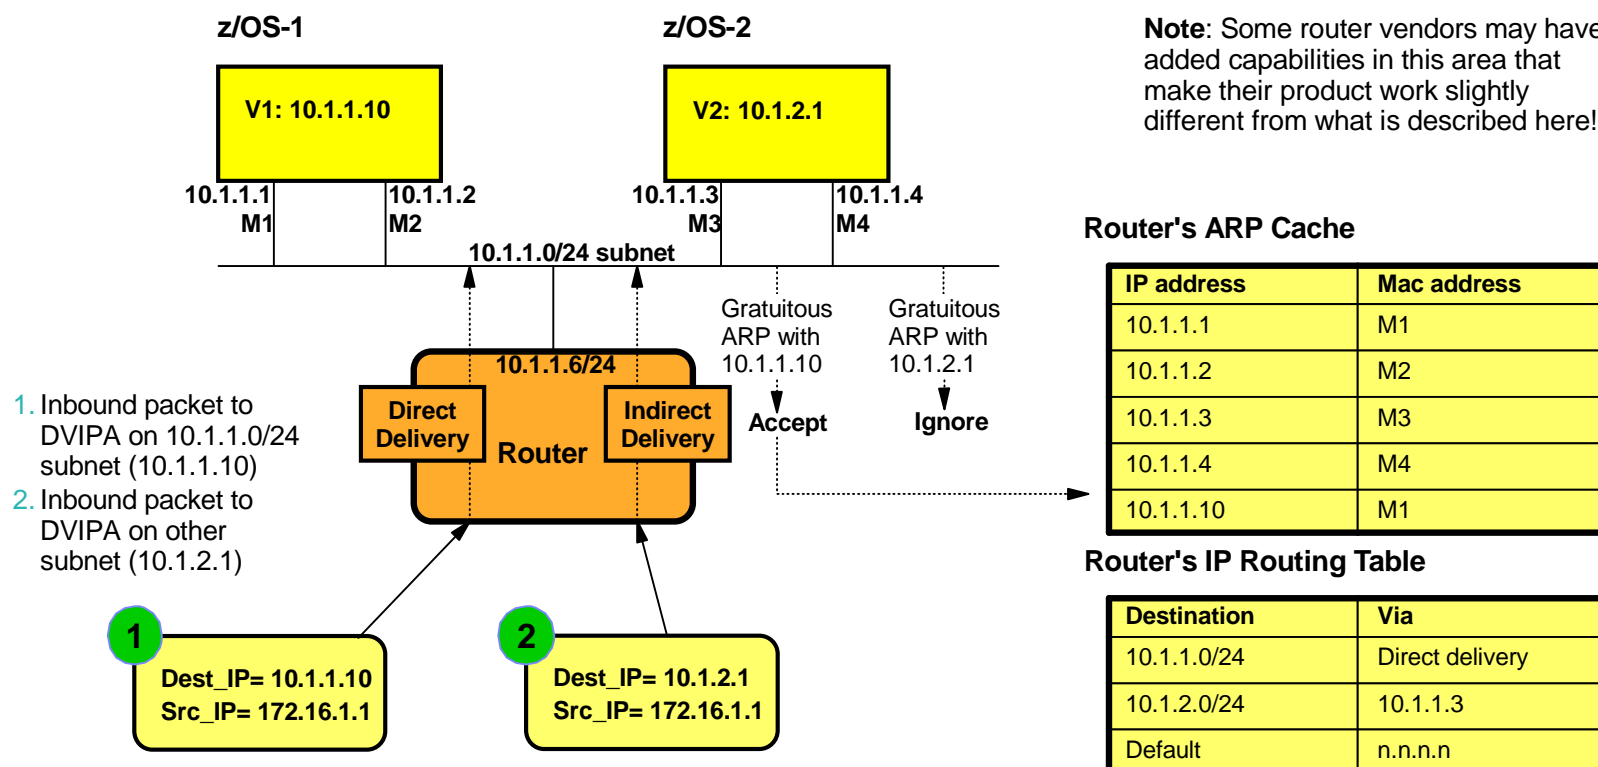 z/OS-1
z/OS-2
Note: Some router vendors may have
added capabilities in this area that
make their product work slightly
different from what is described here!
V1: 10.1.1.10
V2: 10.1.2.1
10.1.1.1
M1
10.1.1.2
M2
10.1.1.3
M3
10.1.1.4
M4
10.1.1.0/24 subnet
Gratuitous
ARP with
10.1.1.10
Accept
Gratuitous
ARP with
10.1.2.1
Ignore
10.1.1.6/24
Direct
Delivery
Router
Indirect
Delivery
1. Inbound packet to
DVIPA on 10.1.1.0/24
subnet (10.1.1.10)
2. Inbound packet to
DVIPA on other
subnet (10.1.2.1)
1
Dest_IP= 10.1.1.10
Src_IP= 172.16.1.1
2
Dest_IP= 10.1.2.1
Src_IP= 172.16.1.1
Router's ARP Cache
IP address Mac address
10.1.1.1 M1
10.1.1.2 M2
10.1.1.3 M3
10.1.1.4 M4
10.1.1.10 M1
Router's IP Routing Table
Destination Via
10.1.1.0/24 Direct delivery
10.1.2.0/24 10.1.1.3
Default n.n.n.n